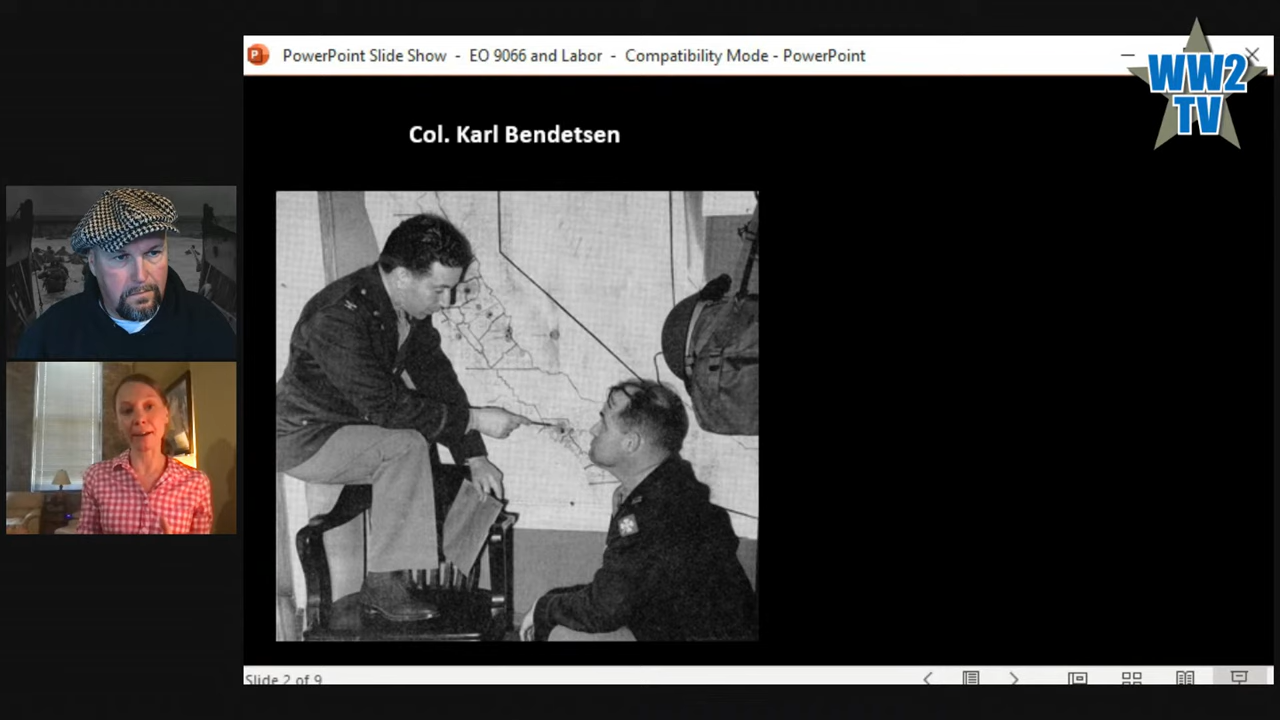 PowerPoint Slide Show - EO 9066 and Labor - Compatibility Mode - PowerPoint
WW2
TV
Col. Karl Bendetsen
Slide 2 of 9